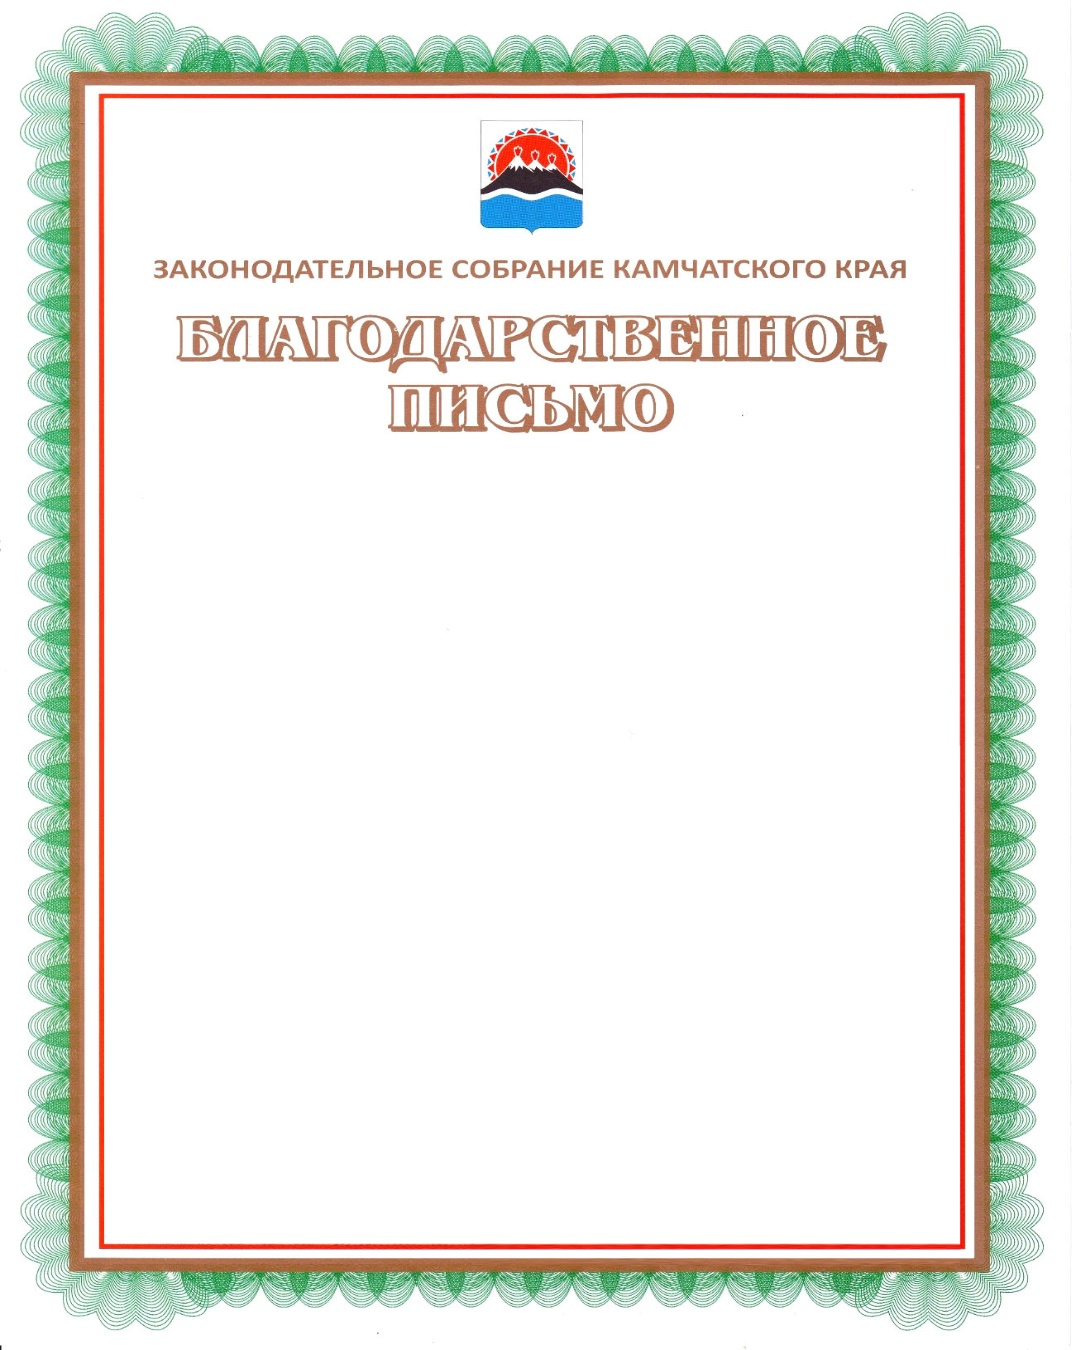 ЗАКОНОДАТЕЛЬНОЕ СОБРАНИЕ КАМЧАТСКОГО КРАЯ
БЛАГОДАРСТВЕННОЕ
ПИСЬМО